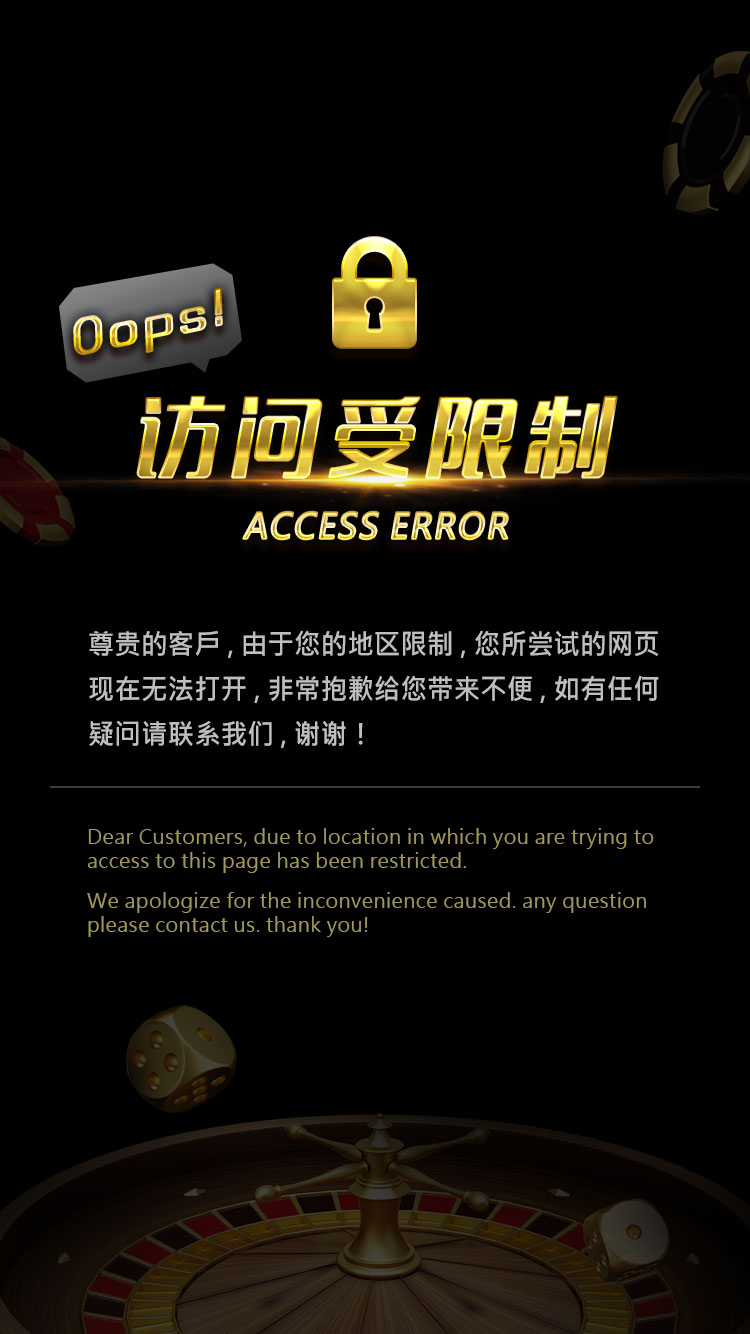 Oops!
访问受限制
ACCESS ERROR
尊贵的客戶 , 由于您的地区限制 , 您所尝试的网页
现在无法打开 , 非常抱歉给您带来不便 , 如有任何
疑问请联系我们 , 谢谢！
Dear Customers, due to location in which you are trying to
access to this page has been restricted.
We apologize for the inconvenience caused. any question
please contact us. thank you!